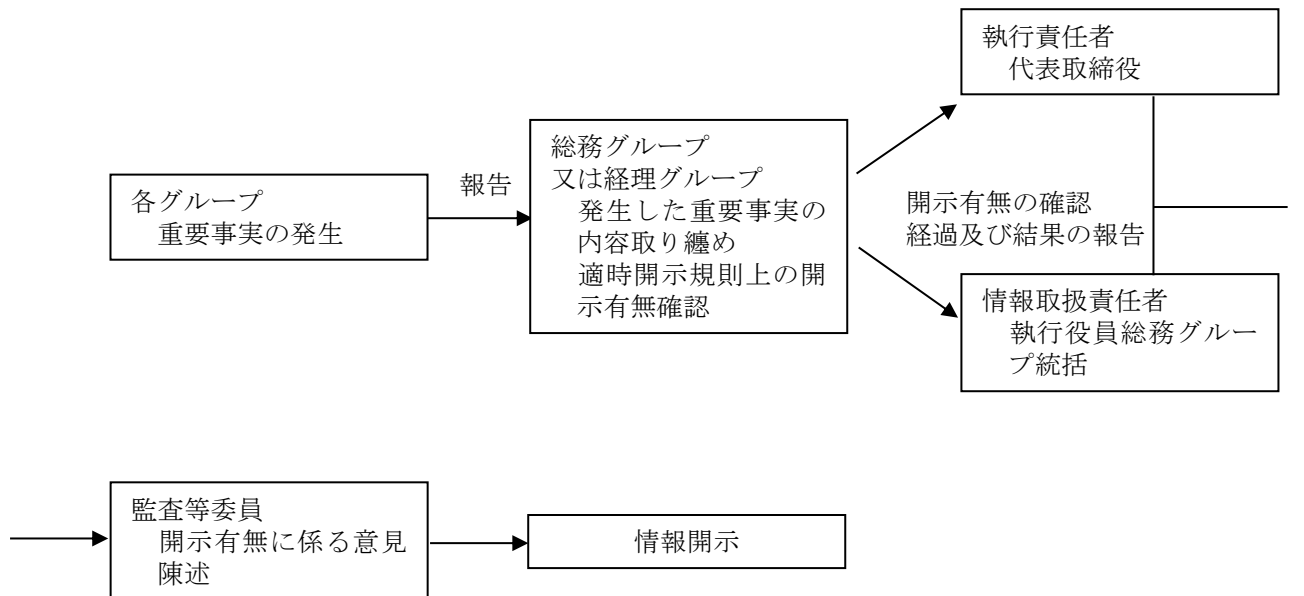 各グループ
重要事実の発生
報告
総務グループ
又は経理グループ
発生した重要事実の
内容取り纏め
適時開示規則上の開
示有無確認
執行責任者
代表取締役
開示有無の確認
経過及び結果の報告
情報取扱責任者
執行役員総務グルー
プ統括
監査等委員
開示有無に係る意見
陳述
情報開示